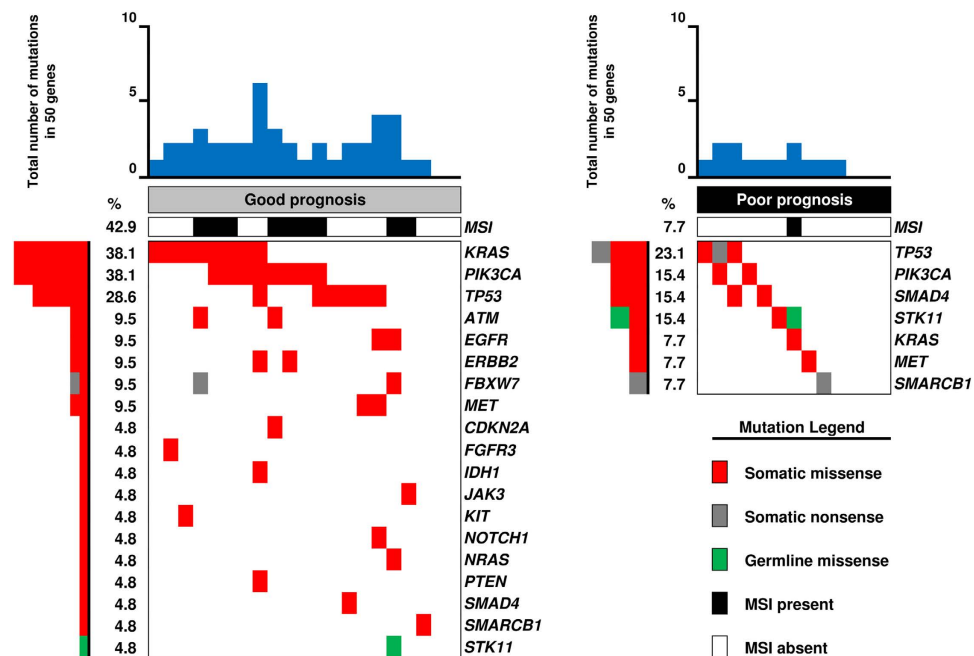 Total number of mutations
in 50 genes
10
5
0
Good prognosis
%
42.9 MSI
38.1 KRAS
38.1 PIK3CA
28.6 TP53
9.5 ATM
9.5 EGFR
9.5 ERBB2
9.5 FBXW7
9.5 MET
4.8 CDKN2A
4.8 FGFR3
4.8 IDH1
4.8 JAK3
4.8 KIT
4.8 NOTCH1
4.8 NRAS
4.8 PTEN
4.8 SMAD4
4.8 SMARCB1
4.8 STK11
Total number of mutations
in 50 genes
10
5
0
Poor prognosis
%
7.7 MSI
23.1 TP53
15.4 PIK3CA
15.4 SMAD4
15.4 STK11
7.7 KRAS
7.7 MET
7.7 SMARCB1
Mutation Legend
Somatic missense
Somatic nonsense
Germline missense
MSI present
MSI absent